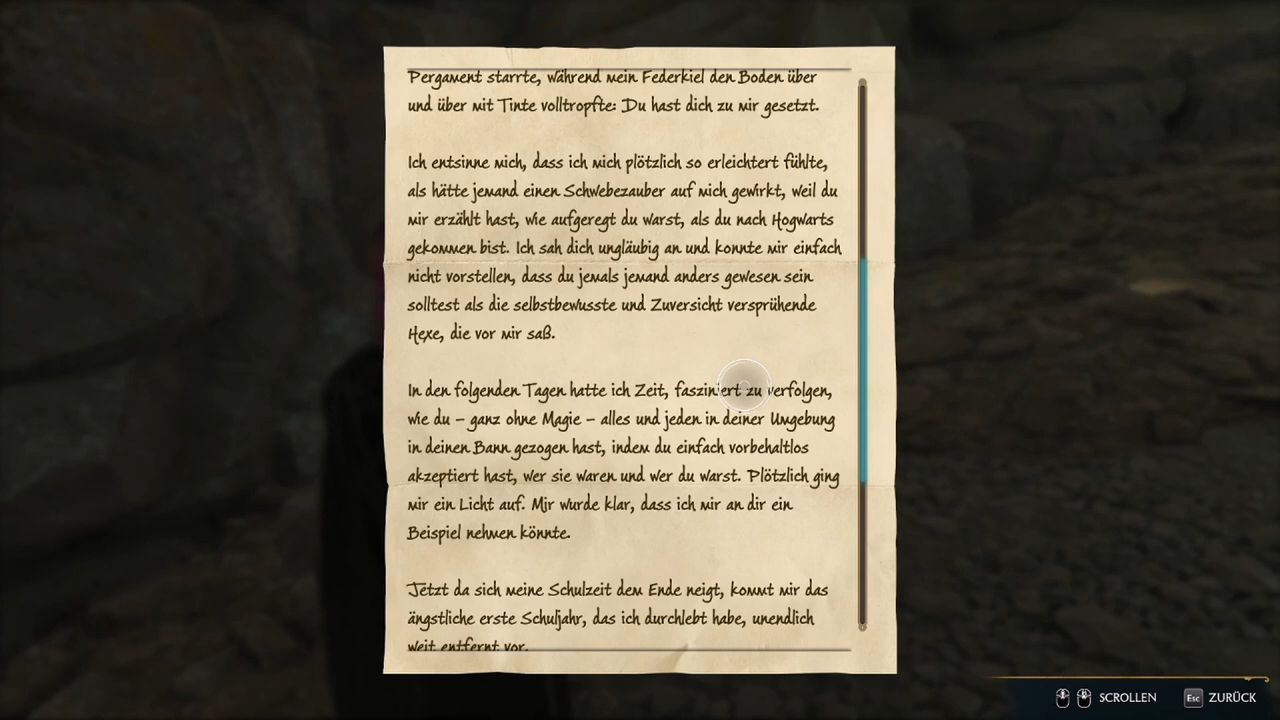 Pergament starrte, während mein Federkiel den Boden über
und über mit Tinte volltropfte: Du hast dich zu mir gesetzt.
Ich entsinne mich, dass ich mich plötzlich so erleichtert fühlte,
als hätte jemand einen Schwebezauber auf mich gewirkt, weil du
mir erzählt hast, wie aufgeregt du warst, als du nach Hogwarts
gekommen bist. Ich sah dich ungläubig an und konnte mir einfach
nicht vorstellen, dass du jemals jemand anders gewesen sein
solltest als die selbstbewusste und Zuversicht versprühende
Hexe, die vor mir saß.
In den folgenden Tagen hatte ich Zeit, fasziniert zu verfolgen,
wie du – ganz ohne Magie – alles und jeden in deiner Umgebung
in deinen Bann gezogen hast, indem du einfach vorbehaltlos
akzeptiert hast, wer sie waren und wer du warst. Plötzlich ging
mir ein Licht auf. Mir wurde klar, dass ich mir an dir ein
Beispiel nehmen könnte.
Jetzt da sich meine Schulzeit dem Ende neigt, kommt mir das
ängstliche erste Schuljahr, das ich durchlebt habe, unendlich
weit entfernt vor.
SCROLLEN Esc ZURÜCK